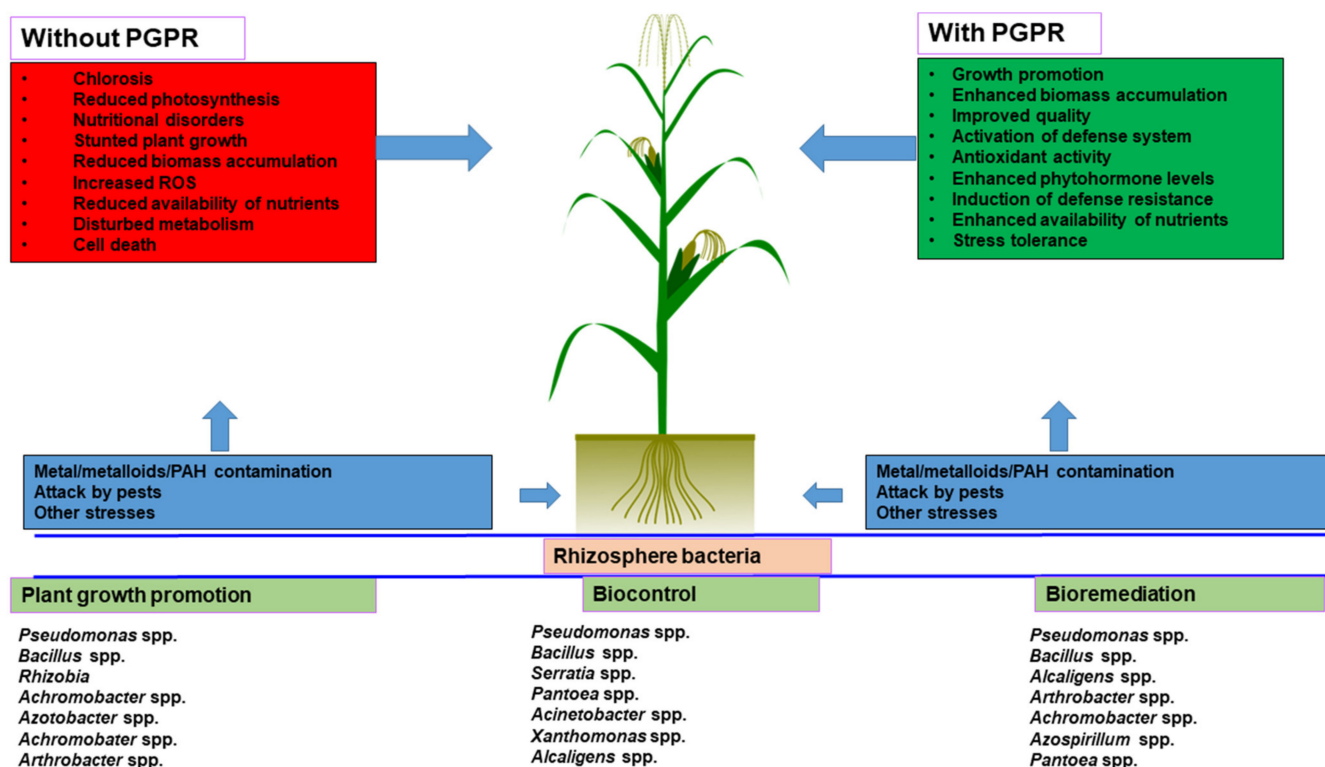 Without PGPR
• Chlorosis
• Reduced photosynthesis
• Nutritional disorders
• Stunted plant growth
• Reduced biomass accumulation
• Increased ROS
• Reduced availability of nutrients
• Disturbed metabolism
• Cell death
With PGPR
• Growth promotion
• Enhanced biomass accumulation
• Improved quality
• Activation of defense system
• Antioxidant activity
• Enhanced phytohormone levels
• Induction of defense resistance
• Enhanced availability of nutrients
• Stress tolerance
Metal/metalloids/PAH contamination
Attack by pests
Other stresses
Metal/metalloids/PAH contamination
Attack by pests
Other stresses
Rhizosphere bacteria
Plant growth promotion
Pseudomonas spp.
Bacillus spp.
Rhizobia
Achromobacter spp.
Azotobacter spp.
Achromobater spp.
Arthrobacter spp.
Biocontrol
Pseudomonas spp.
Bacillus spp.
Serratia spp.
Pantoea spp.
Acinetobacter spp.
Xanthomonas spp.
Alcaligens spp.
Bioremediation
Pseudomonas spp.
Bacillus spp.
Alcaligens spp.
Arthrobacter spp.
Achromobacter spp.
Azospirillum spp.
Pantoea spp.